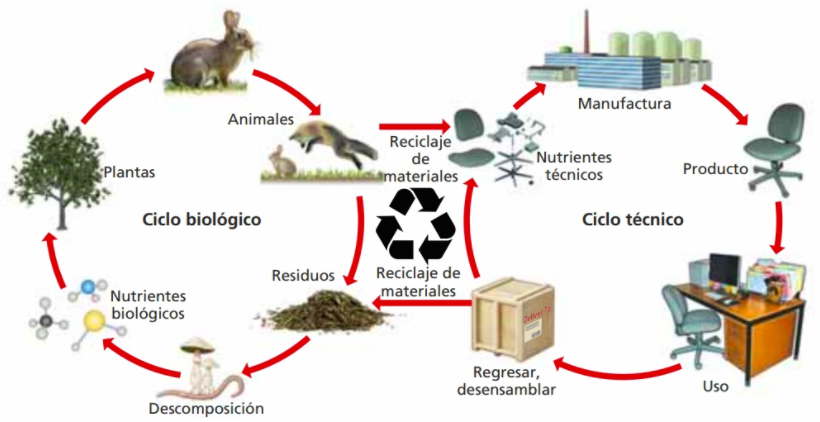 Animales
Plantas
Ciclo biológico
Residuos
Nutrientes
biológicos
Descomposición
Reciclaje
de
materiales
Reciclaje de
materiales
Manufactura
Nutrientes
técnicos
Producto
Ciclo técnico
Uso
Regresar,
desensamblar